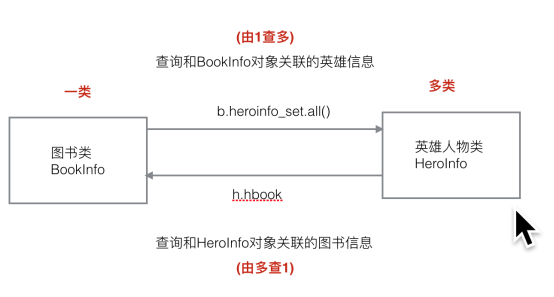 (由1查多)
查询和BookInfo对象关联的英雄信息
一类
多类
b.heroinfo_set.all()
图书类
BookInfo
英雄人物类
HeroInfo
h.hbook
查询和HeroInfo对象关联的图书信息
(由多查1)